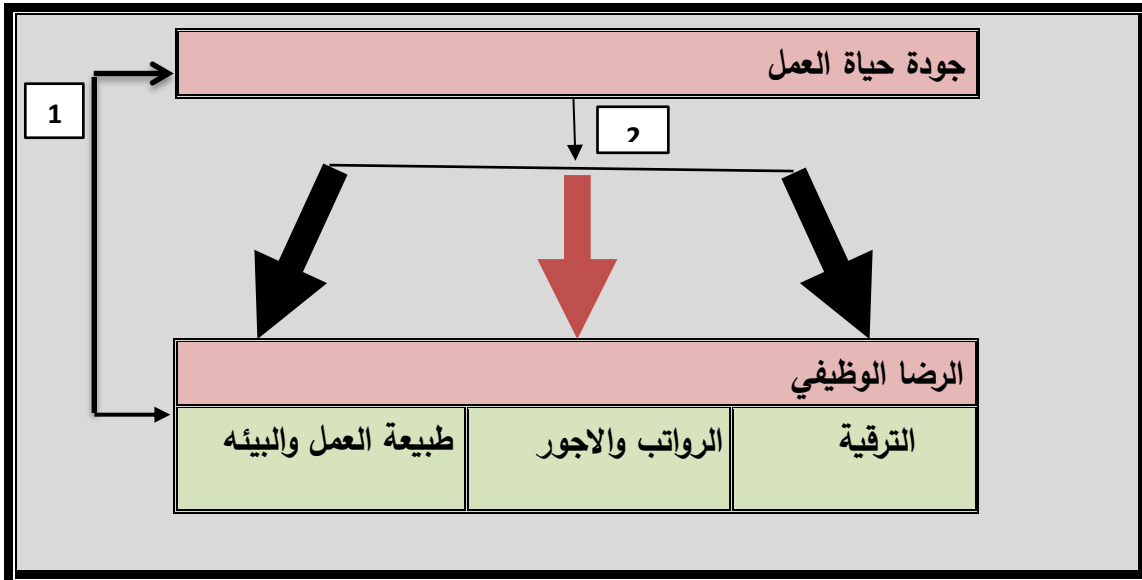 جودة حياة العمل
1
2
الرضا الوظيفي
الترقية
الرواتب والاجور
طبيعة العمل والبيئه